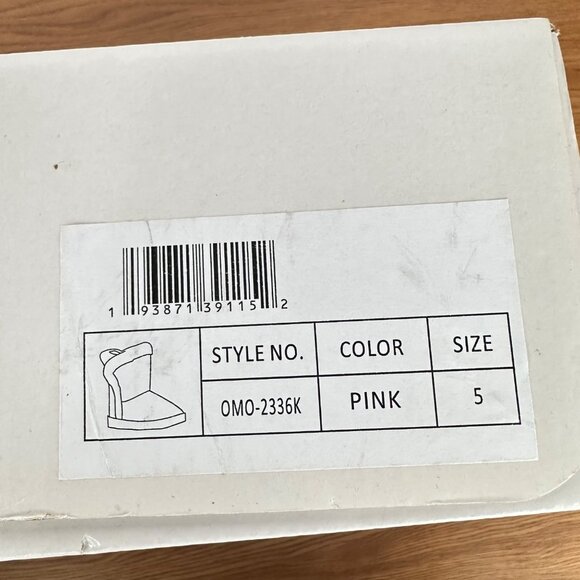 1 93871 39115 2
STYLE NO. COLOR SIZE
OMO-2336K PINK 5